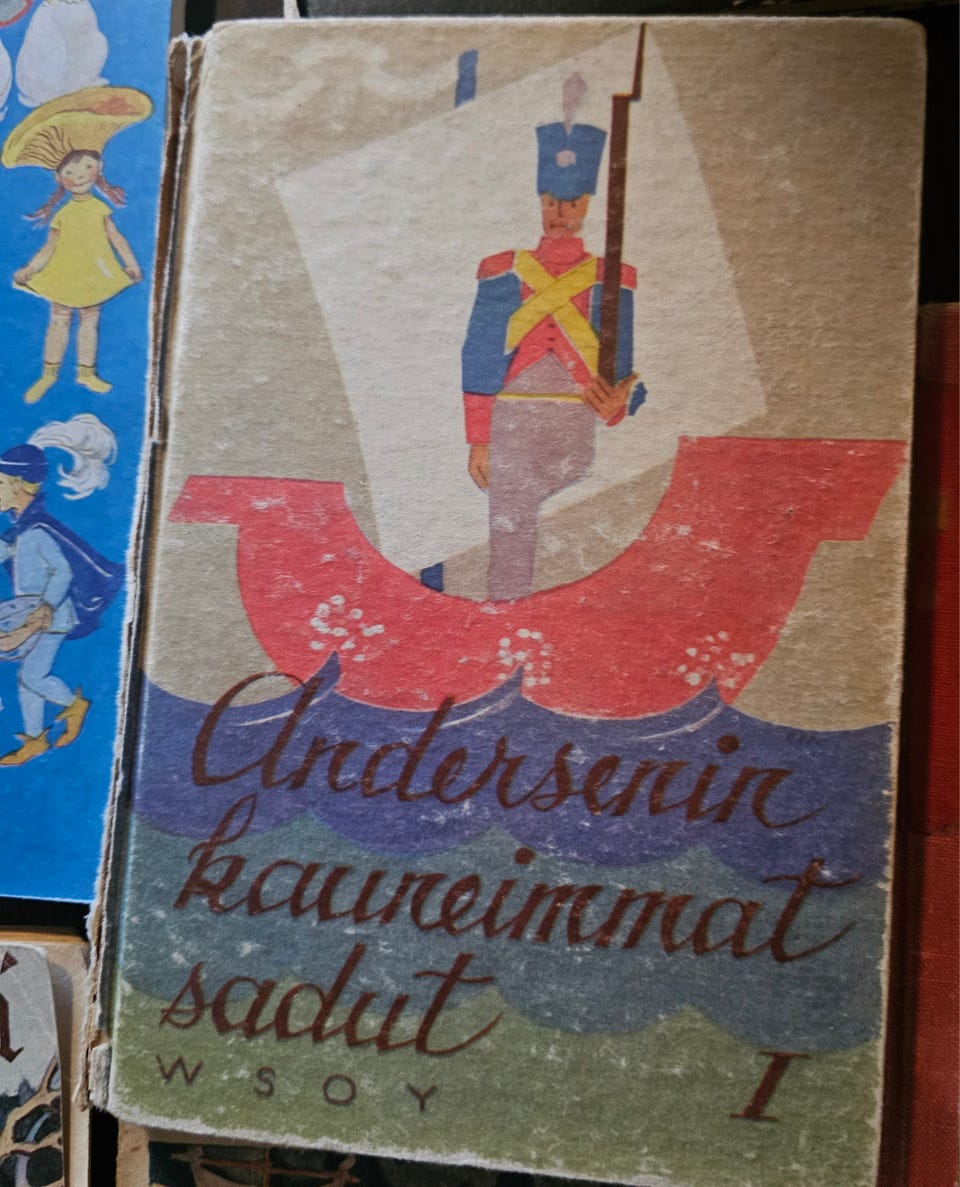 Andersenin
kauneimmat
sadut
WSOY
I